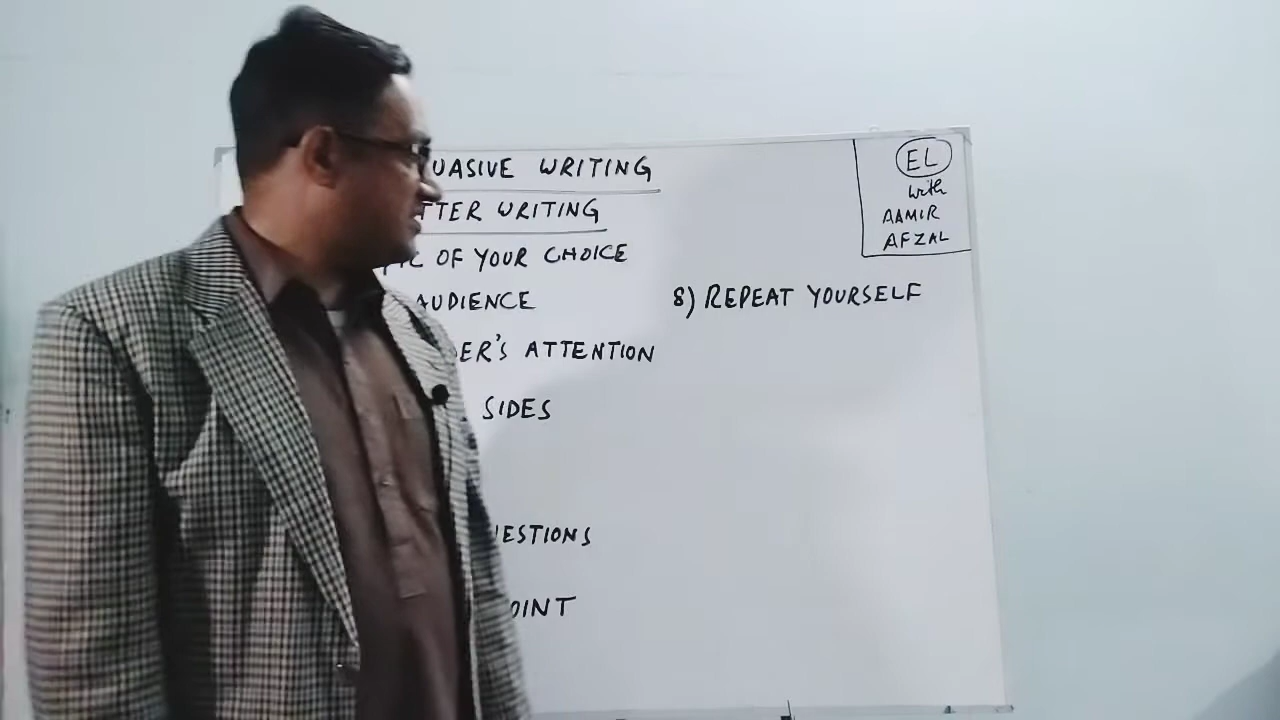 UASIVE WRITING
TTER WRITING
IC OF YOUR CHOICE
AUDIENCE
ER'S ATTENTION
SIDES
ESTIONS
OINT
8) REPEAT YOURSELF
EL
with
AAMIR
AFZAL